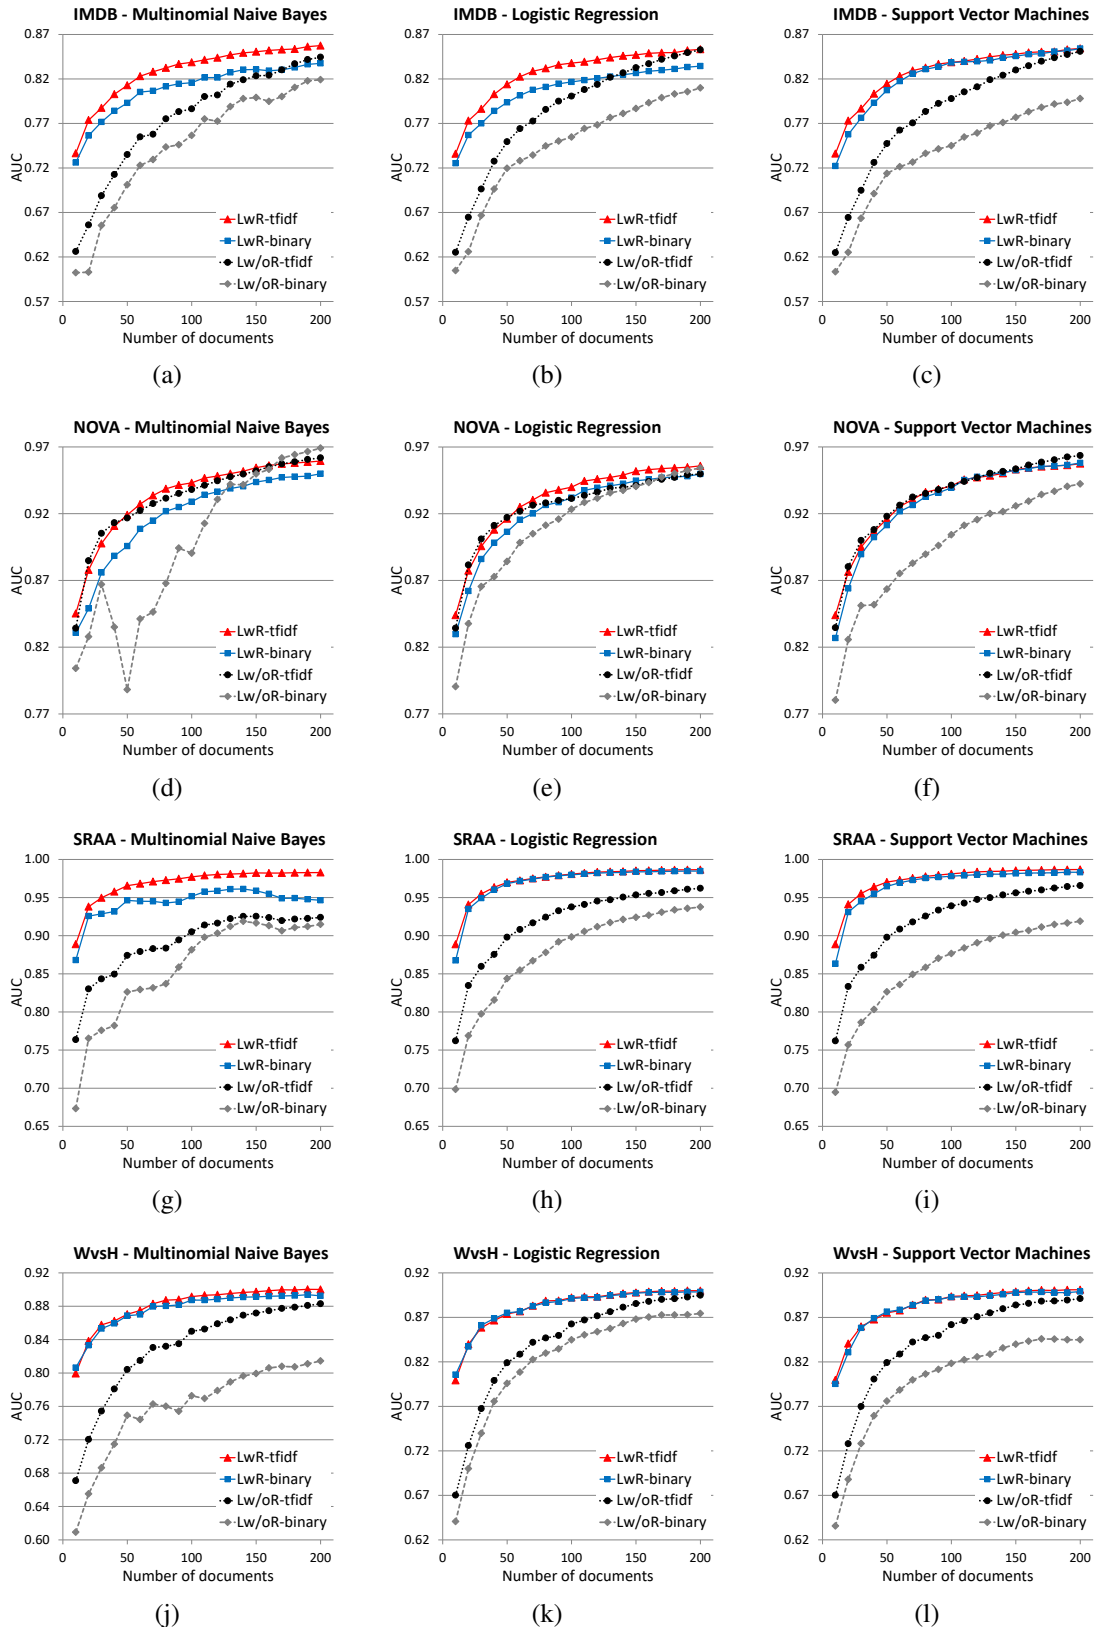 IMDB - Multinomial Naive Bayes
0.87
0.82
0.77
0.72
0.67
0.62
0.57
AUC
0 50 100 150 200
Number of documents
LwR-tfidf
LwR-binary
Lw/oR-tfidf
Lw/oR-binary
(a)
IMDB - Logistic Regression
0.87
0.82
0.77
0.72
0.67
0.62
0.57
AUC
0 50 100 150 200
Number of documents
LwR-tfidf
LwR-binary
Lw/oR-tfidf
Lw/oR-binary
(b)
IMDB - Support Vector Machines
0.87
0.82
0.77
0.72
0.67
0.62
0.57
AUC
0 50 100 150 200
Number of documents
LwR-tfidf
LwR-binary
Lw/oR-tfidf
Lw/oR-binary
(c)
NOVA - Multinomial Naive Bayes
0.97
0.92
0.87
0.82
0.77
AUC
0 50 100 150 200
Number of documents
LwR-tfidf
LwR-binary
Lw/oR-tfidf
Lw/oR-binary
(d)
NOVA - Logistic Regression
0.97
0.92
0.87
0.82
0.77
AUC
0 50 100 150 200
Number of documents
LwR-tfidf
LwR-binary
Lw/oR-tfidf
Lw/oR-binary
(e)
NOVA - Support Vector Machines
0.97
0.92
0.87
0.82
0.77
AUC
0 50 100 150 200
Number of documents
LwR-tfidf
LwR-binary
Lw/oR-tfidf
Lw/oR-binary
(f)
SRAA - Multinomial Naive Bayes
1.00
0.95
0.90
0.85
0.80
0.75
0.70
0.65
AUC
0 50 100 150 200
Number of documents
LwR-tfidf
LwR-binary
Lw/oR-tfidf
Lw/oR-binary
(g)
SRAA - Logistic Regression
1.00
0.95
0.90
0.85
0.80
0.75
0.70
0.65
AUC
0 50 100 150 200
Number of documents
LwR-tfidf
LwR-binary
Lw/oR-tfidf
Lw/oR-binary
(h)
SRAA - Support Vector Machines
1.00
0.95
0.90
0.85
0.80
0.75
0.70
0.65
AUC
0 50 100 150 200
Number of documents
LwR-tfidf
LwR-binary
Lw/oR-tfidf
Lw/oR-binary
(i)
WvsH - Multinomial Naive Bayes
0.92
0.88
0.84
0.80
0.76
0.72
0.68
0.64
0.60
AUC
0 50 100 150 200
Number of documents
LwR-tfidf
LwR-binary
Lw/oR-tfidf
Lw/oR-binary
(j)
WvsH - Logistic Regression
0.92
0.87
0.82
0.77
0.72
0.67
0.62
AUC
0 50 100 150 200
Number of documents
LwR-tfidf
LwR-binary
Lw/oR-tfidf
Lw/oR-binary
(k)
WvsH - Support Vector Machines
0.92
0.87
0.82
0.77
0.72
0.67
0.62
AUC
0 50 100 150 200
Number of documents
LwR-tfidf
LwR-binary
Lw/oR-tfidf
Lw/oR-binary
(l)